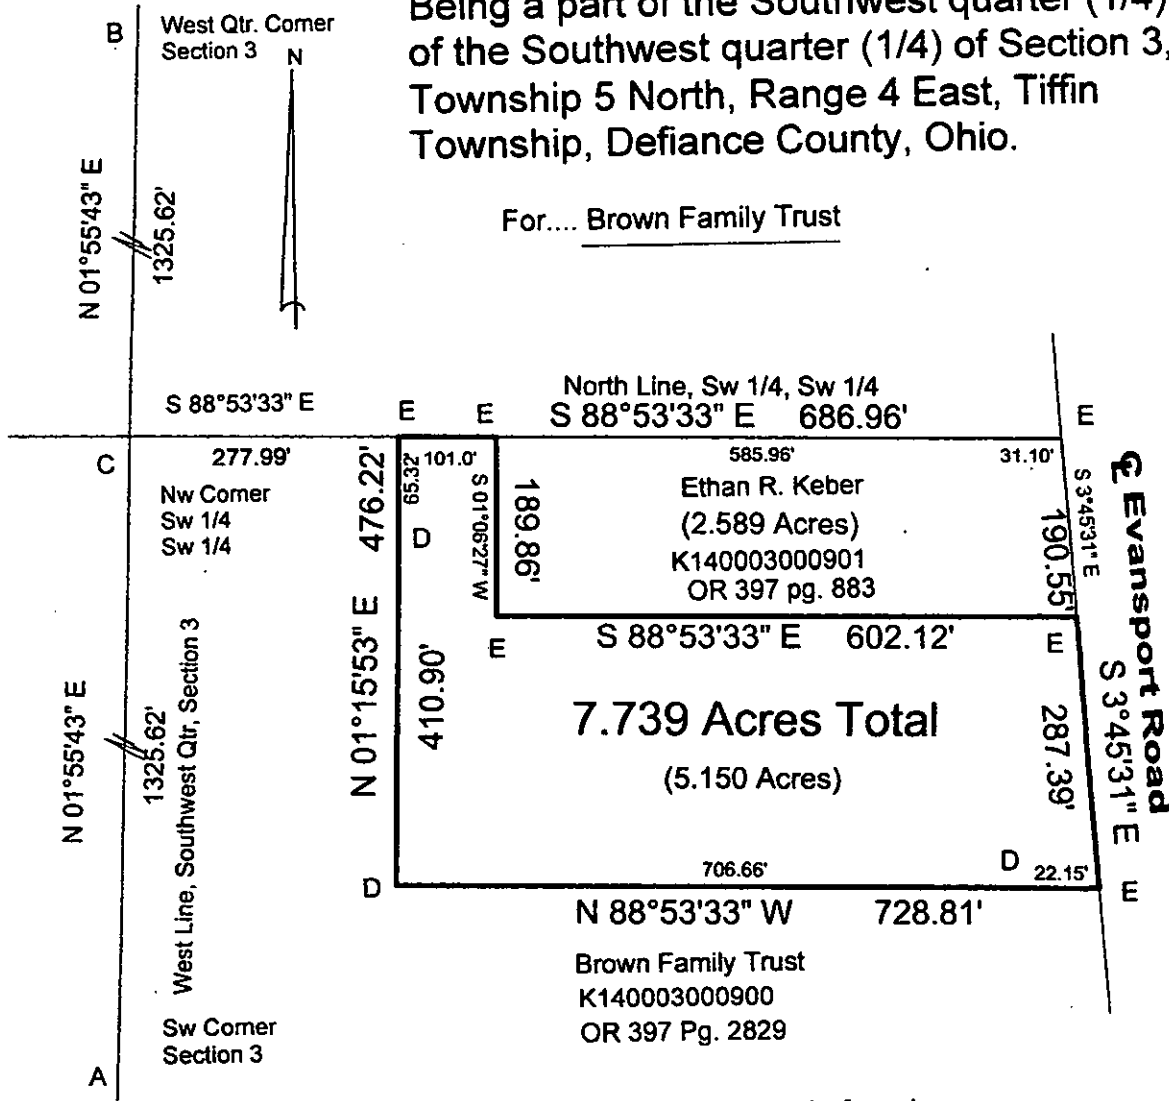 Being a part of the Southwest quarter (1/4)
of the Southwest quarter (1/4) of Section 3,
Township 5 North, Range 4 East, Tiffin
Township, Defiance County, Ohio.
For.... Brown Family Trust
B
West Qtr. Corner
Section 3
N
N 01°55'43" E
1325.62'
S 88°53'33" E
E
E
North Line, Sw 1/4, Sw 1/4
S 88°53'33" E 686.96'
E
C
277.99'
Nw Corner
Sw 1/4
Sw 1/4
476.22'
65.32'
101.0'
D
S 01°06'27" W
189.86'
585.96'
31.10'
Ethan R. Keber
(2.589 Acres)
K140003000901
OR 397 pg. 883
190.55'
S 3°45'31" E
℄ Evansport Road
S 88°53'33" E 602.12'
E
E
N 01°15'53" E
410.90'
7.739 Acres Total
(5.150 Acres)
287.39'
S 3°45'31" E
N 01°55'43" E
1325.62'
West Line, Southwest Qtr, Section 3
D
706.66'
D
22.15'
E
N 88°53'33" W 728.81'
Brown Family Trust
K140003000900
OR 397 Pg. 2829
Sw Corner
Section 3
A